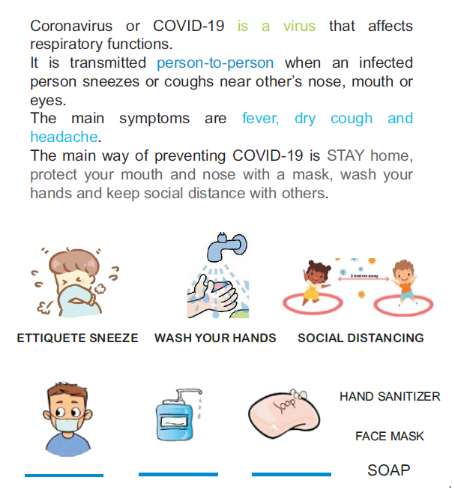 Coronavirus or COVID-19 is a virus that affects
respiratory functions.
It is transmitted person-to-person when an infected
person sneezes or coughs near other's nose, mouth or
eyes.
The main symptoms are fever, dry cough and
headache.
The main way of preventing COVID-19 is STAY home,
protect your mouth and nose with a mask, wash your
hands and keep social distance with others.
ETTIQUETE SNEEZE WASH YOUR HANDS SOCIAL DISTANCING
Soap
HAND SANITIZER
FACE MASK
SOAP